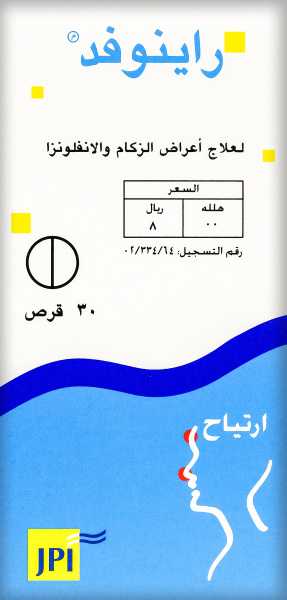 راينوفد
لعلاج أعراض الزكام والانفلونزا
السعر
هلله ريال
٠٠ ٨
رقم التسجيل: ٠٢/٣٣٤/٦٤
٣٠ قرص
ارتياح
JPI